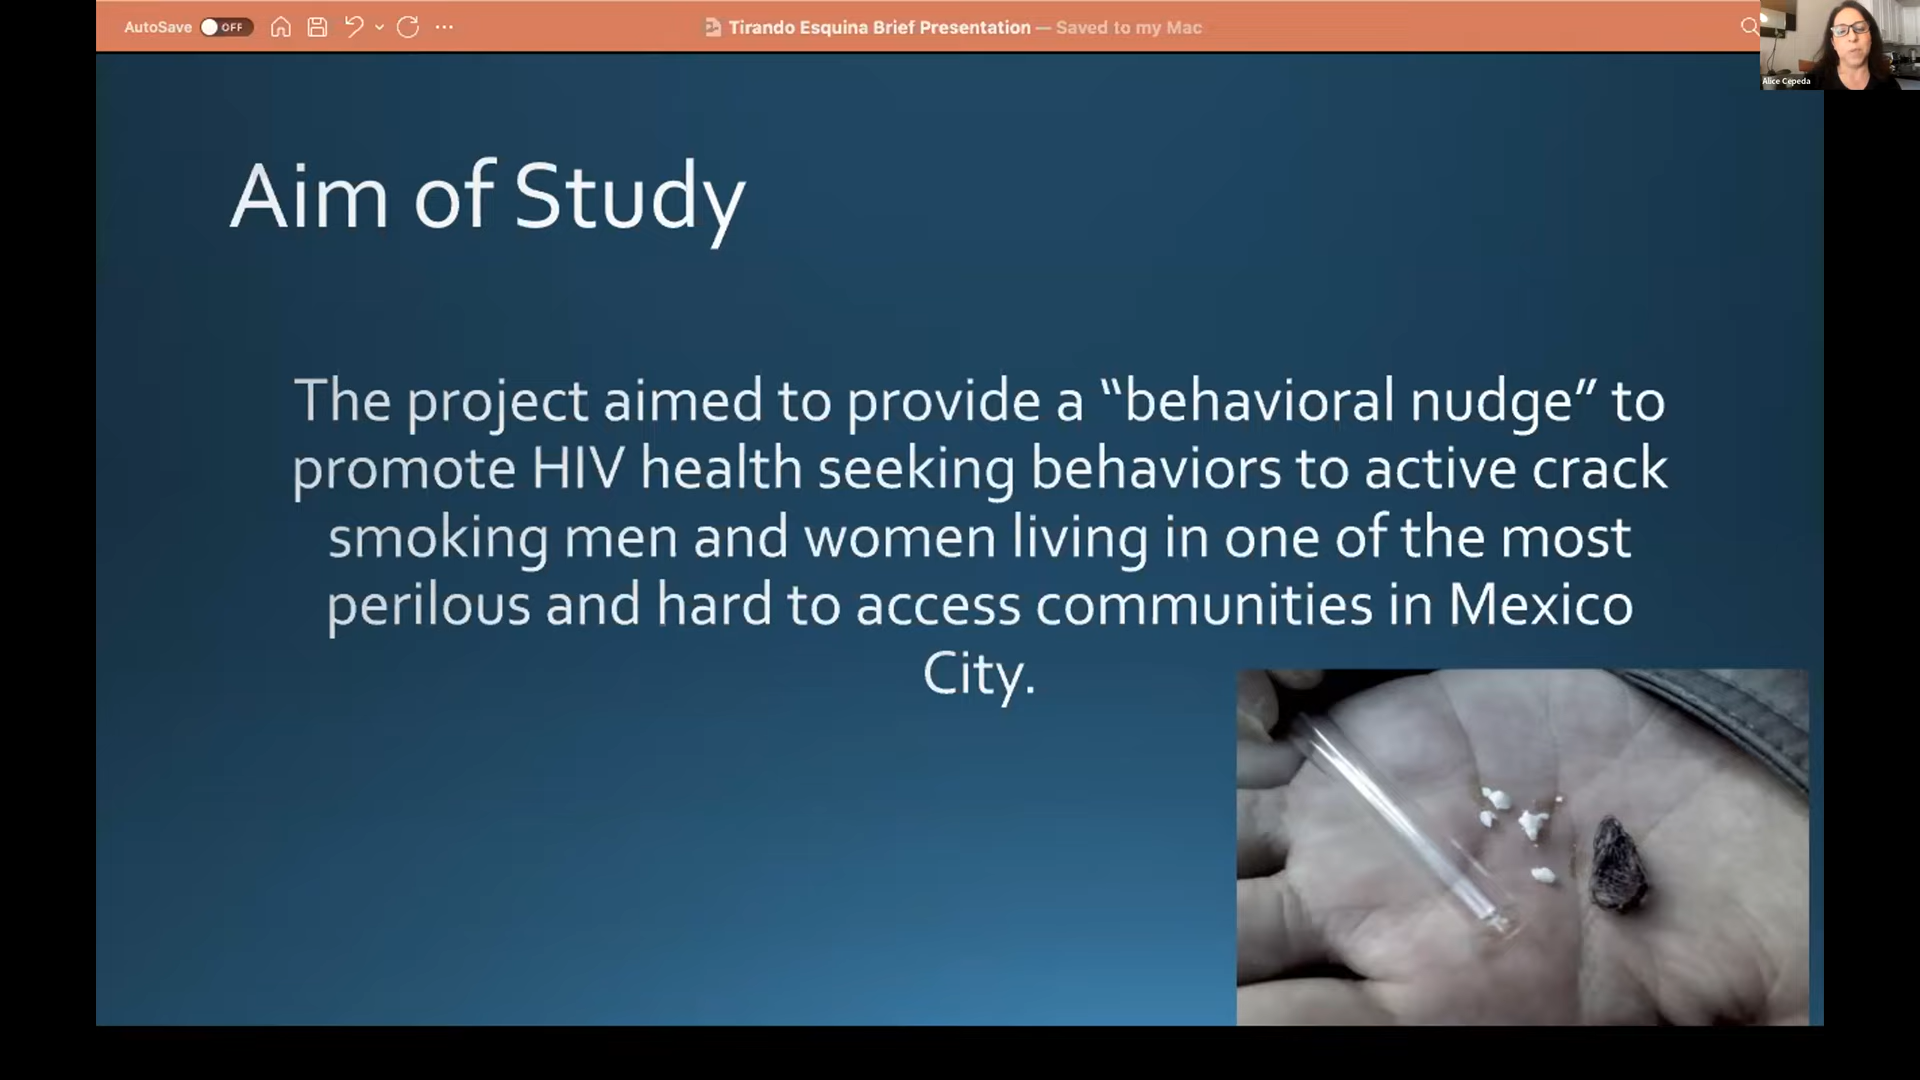 AutoSave OFF
Tirando Esquina Brief Presentation — Saved to my Mac
Alice Cepeda
Aim of Study
The project aimed to provide a “behavioral nudge” to
promote HIV health seeking behaviors to active crack
smoking men and women living in one of the most
perilous and hard to access communities in Mexico
City.